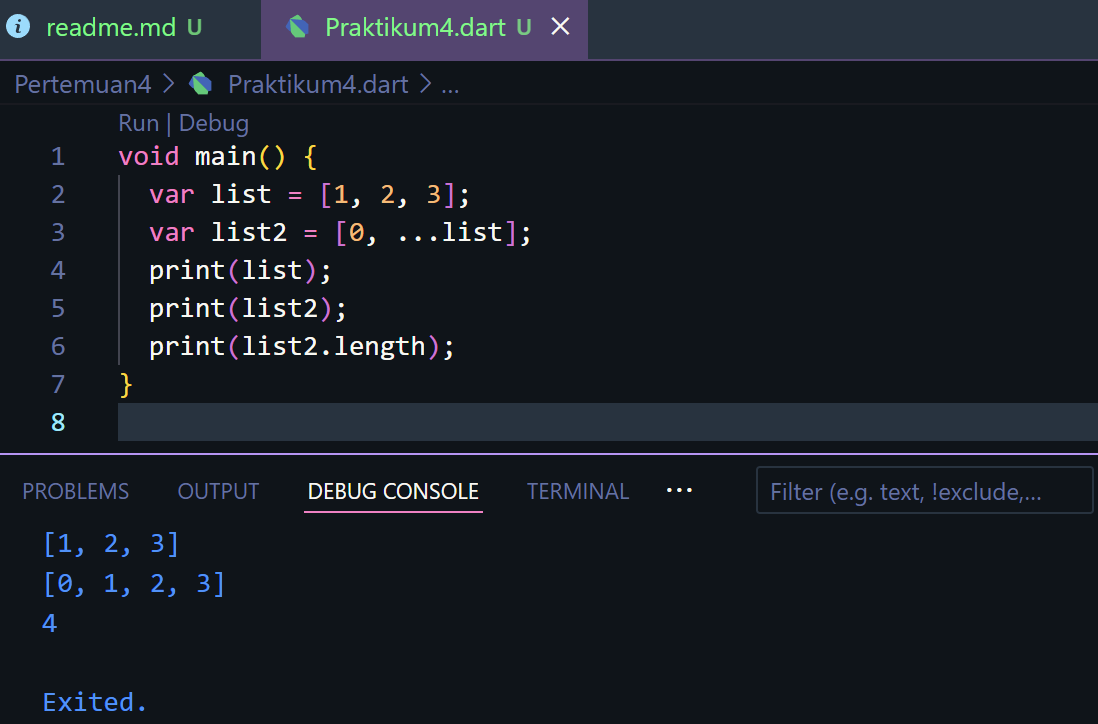 readme.md U Praktikum4.dart U
Pertemuan4 > Praktikum4.dart > ...
Run | Debug
1 void main() {
2   var list = [1, 2, 3];
3   var list2 = [0, ...list];
4   print(list);
5   print(list2);
6   print(list2.length);
7 }
8
PROBLEMS OUTPUT DEBUG CONSOLE TERMINAL ... Filter (e.g. text, !exclude,...
[1, 2, 3]
[0, 1, 2, 3]
4
Exited.